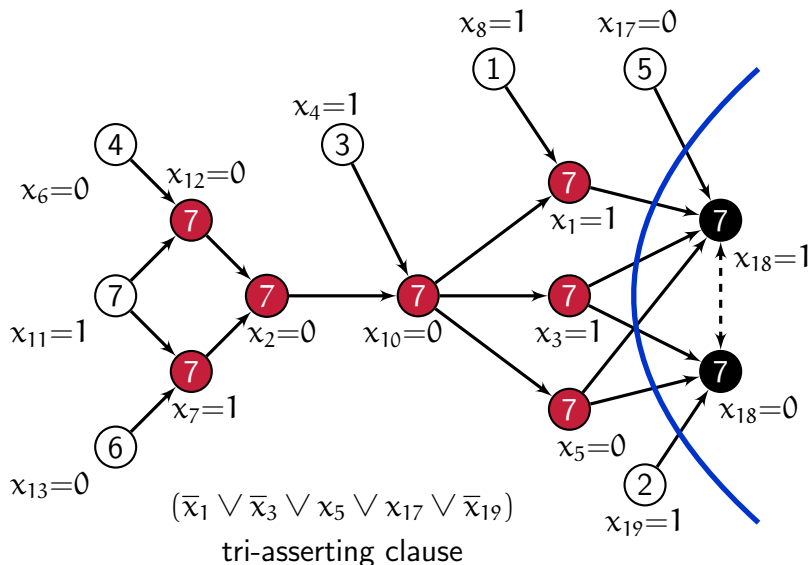 x8=1
x17=0
1
5
x4=1
4
3
x12=0
x6=0
7
7
7
x1=1
x18=1
7
7
7
7
x11=1
x2=0
x10=0
x3=1
7
7
7
x7=1
x5=0
x18=0
6
2
x13=0
x19=1
(x̅1 ∨ x̅3 ∨ x5 ∨ x17 ∨ x̅19)
tri-asserting clause